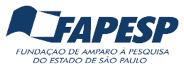 FAPESP
FUNDAÇÃO DE AMPARO À PESQUISA
DO ESTADO DE SÃO PAULO